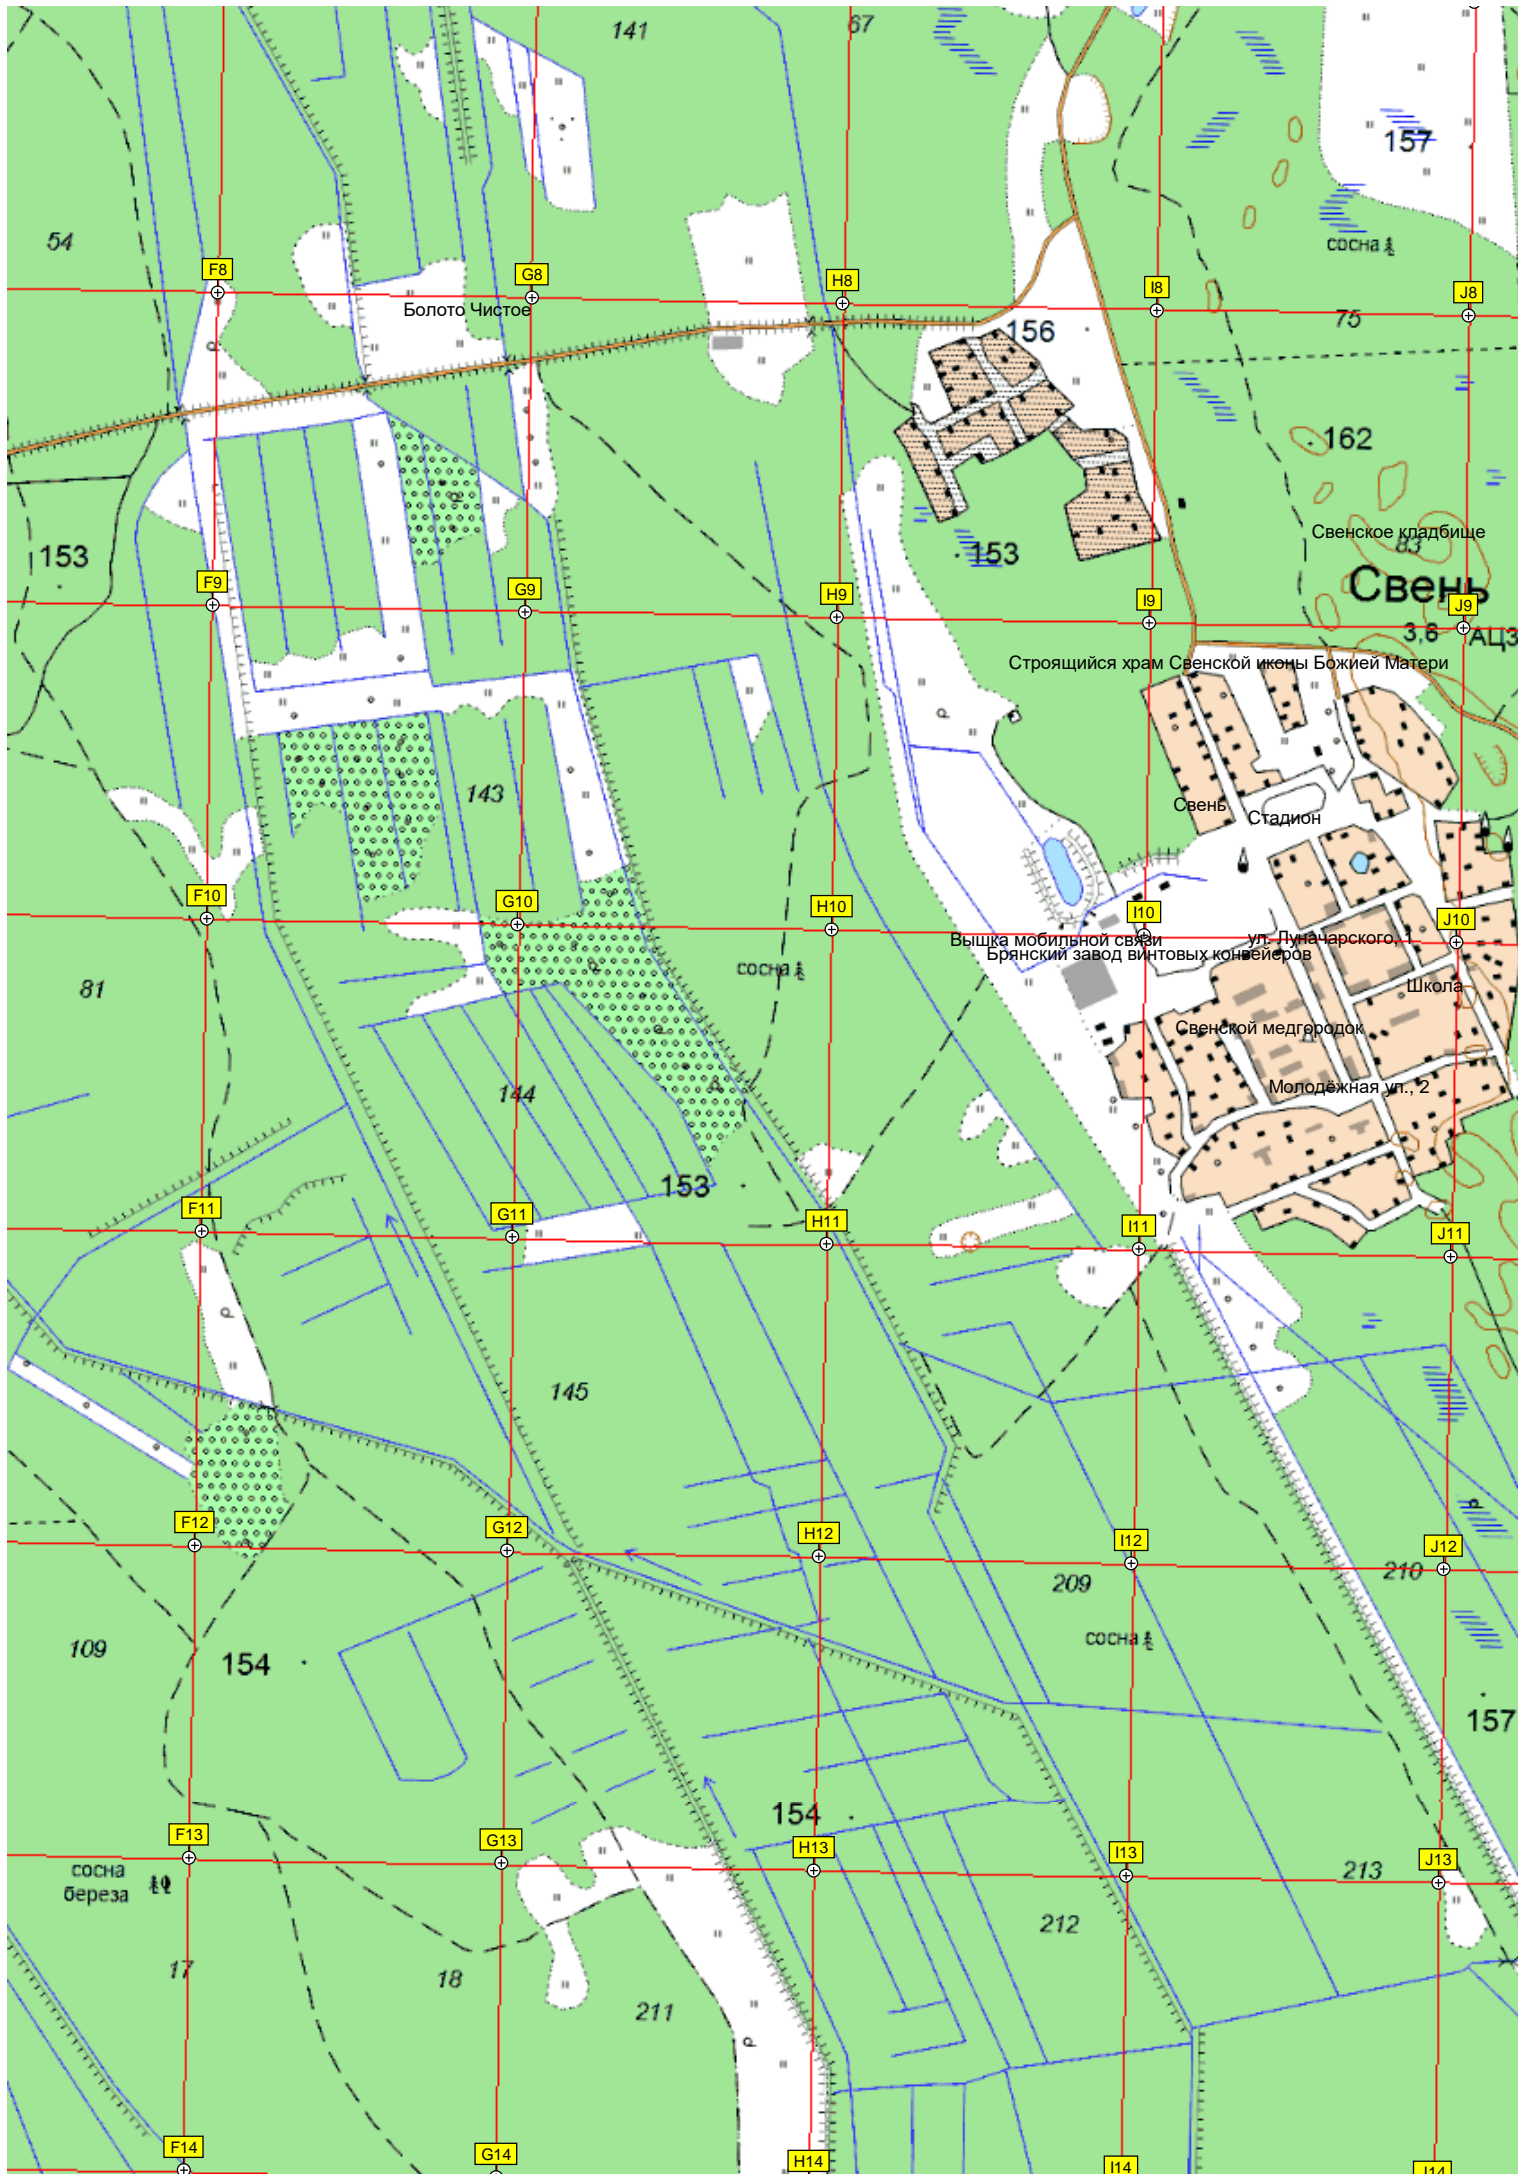 141
67
157
54
сосна
F8
G8
H8
I8
J8
Болото Чистое
75
156
162
153
Свенское кладбище
83
153
Свень
F9
G9
H9
I9
J9
3,6
АЦЗ
Строящийся храм Свенской иконы Божией Матери
143
Свень
Стадион
F10
G10
H10
I10
J10
Вышка мобильной связи
ул. Луначарского, 1
Брянский завод винтовых конвейеров
сосна
81
Школа
Свенской медгородок
144
Молодёжная ул., 2
153
F11
G11
H11
I11
J11
145
F12
G12
H12
I12
J12
209
210
сосна
109
154
157
154
F13
G13
H13
I13
J13
сосна
береза
213
212
17
18
211
F14
G14
H14
I14
J14